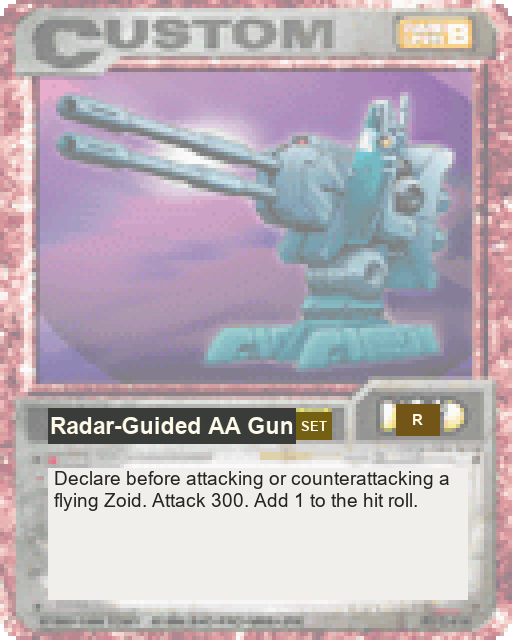 CUSTOM
B
Radar-Guided AA Gun SET
R
Declare before attacking or counterattacking a
flying Zoid. Attack 300. Add 1 to the hit roll.